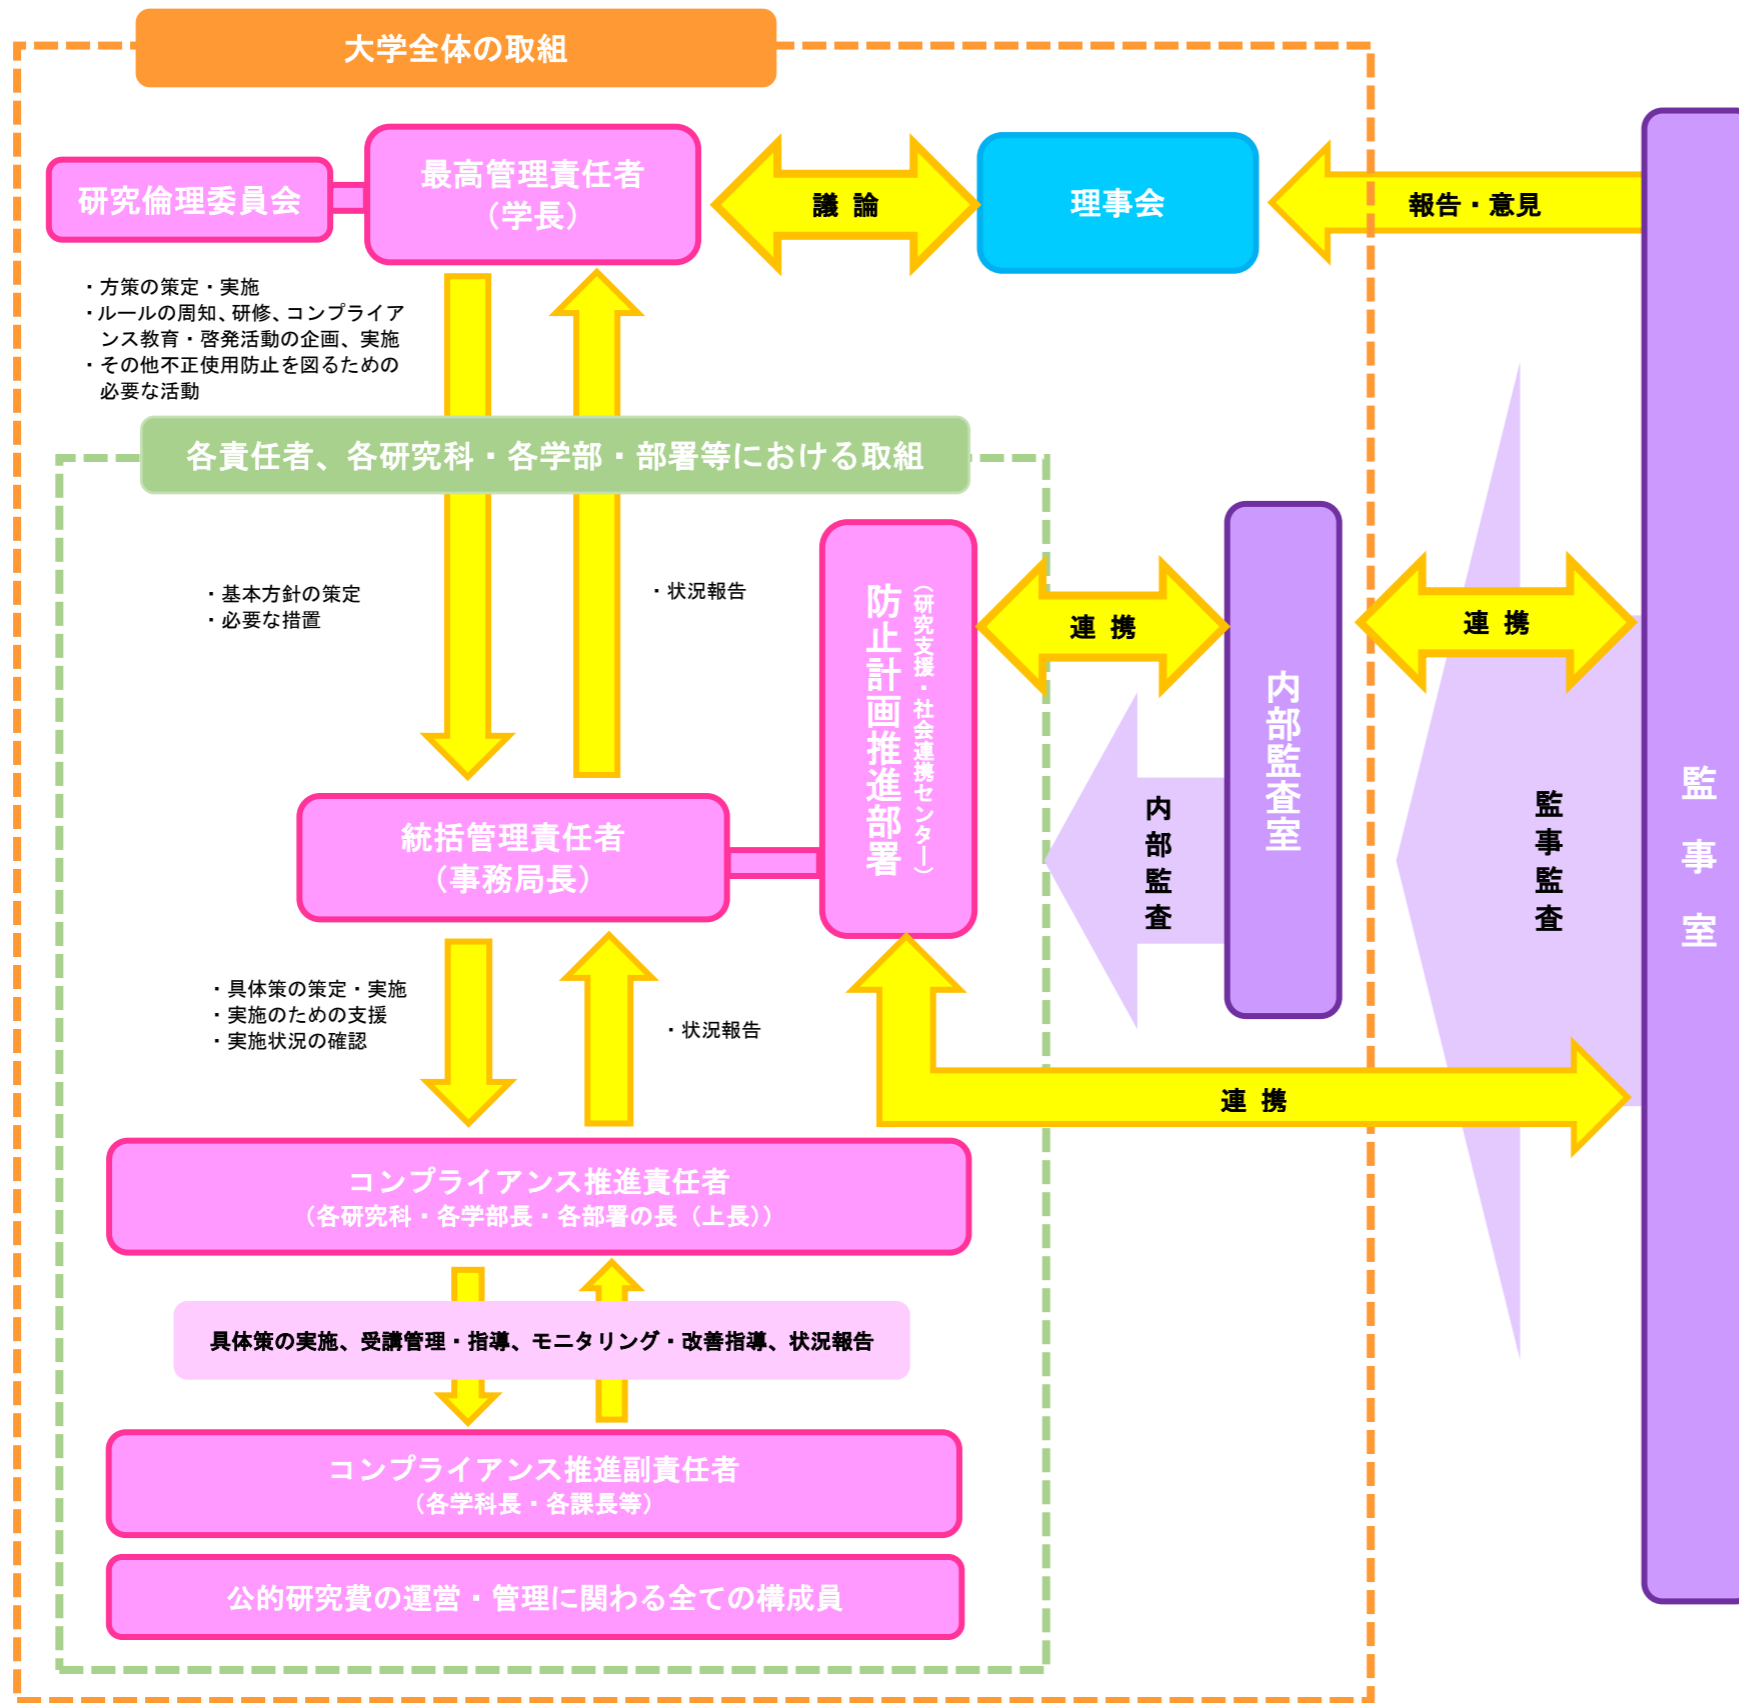 大学全体の取組
研究倫理委員会
最高管理責任者
（学長）
議 論
理事会
報告・意見
・方策の策定・実施
・ルールの周知、研修、コンプライア
ンス教育・啓発活動の企画、実施
・その他不正使用防止を図るための
必要な活動
各責任者、各研究科・各学部・部署等における取組
・基本方針の策定
・必要な措置
・状況報告
防止計画推進部署
（研究支援・社会連携センター）
連 携
内部監査室
連 携
内部監査
監事監査
監 事 室
統括管理責任者
（事務局長）
・具体策の策定・実施
・実施のための支援
・実施状況の確認
・状況報告
連 携
コンプライアンス推進責任者
（各研究科・各学部長・各部署の長（上長））
具体策の実施、受講管理・指導、モニタリング・改善指導、状況報告
コンプライアンス推進副責任者
（各学科長・各課長等）
公的研究費の運営・管理に関わる全ての構成員